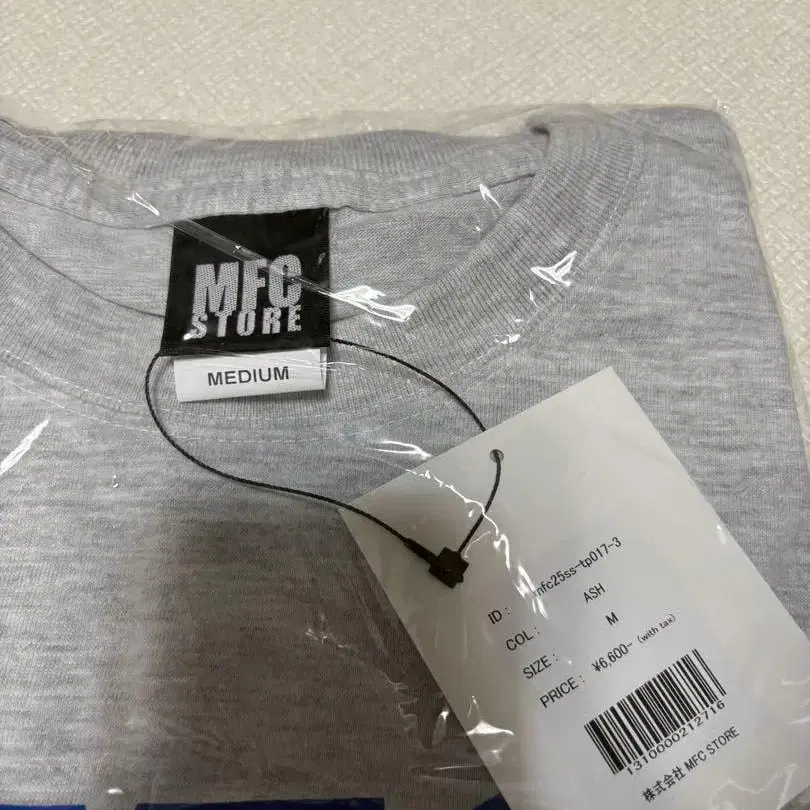 MFC
STORE
MEDIUM
ID: mfc25ss-tp017-3
COL: ASH
SIZE: M
PRICE: ¥6,600- (with tax)
1310000212716
株式会社 MFC STORE